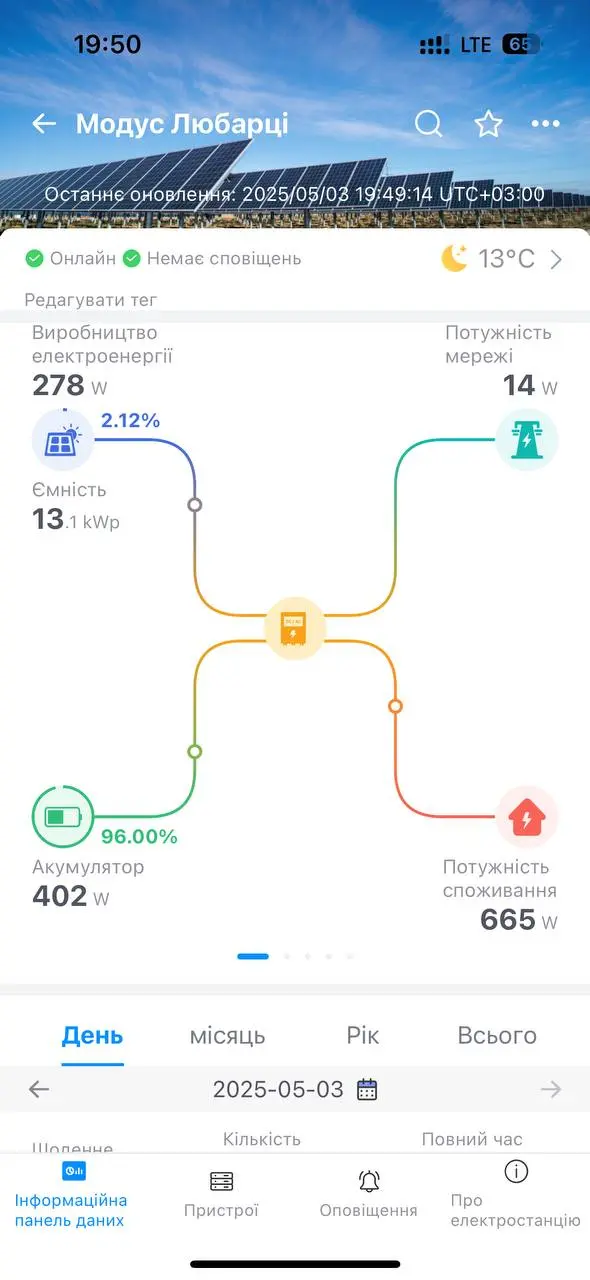 19:50
LTE 65
Модус Любарці
Останнє оновлення: 2025/05/03 19:49:14 UTC+03:00
Онлайн Немає сповіщень 13°C
Редагувати тег
Виробництво
електроенергії
278 W
Потужність
мережі
14 W
2.12%
Ємність
13.1 kWp
96.00%
Акумулятор
402 W
Потужність
споживання
665 W
День місяць Рік Всього
2025-05-03
Щоденне Кількість Повний час
Інформаційна
панель даних
Пристрої
Оповіщення
Про
електростанцію